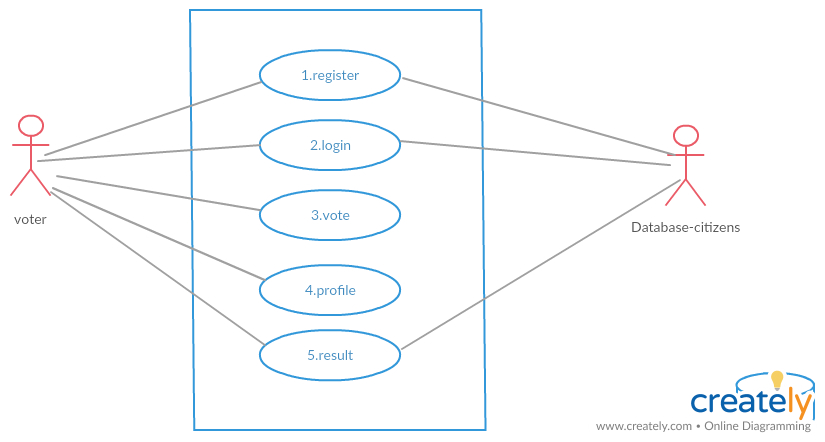 1.register
2.login
3.vote
4.profile
5.result
voter
Database-citizens
creately
www.creately.com • Online Diagramming